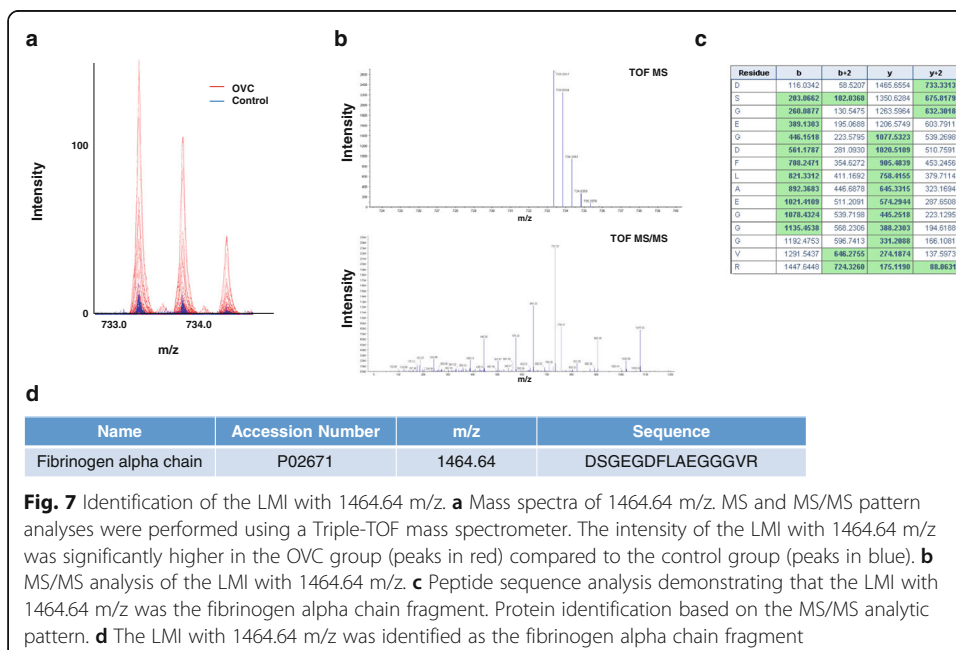 a
OVC
Control
100
Intensity
0
733.0
734.0
m/z
b
TOF MS
Intensity
m/z
TOF MS/MS
Intensity
m/z
c
Residue b b+2 y y+2
D 116.0342 58.5207 1465.6554 733.3313
S 203.0662 102.0368 1350.6284 675.8179
G 260.0877 130.5475 1263.5964 632.3018
E 389.1303 195.0688 1206.5749 603.7911
G 446.1518 223.5795 1077.5323 539.2698
D 561.1787 281.0930 1020.5109 510.7591
F 708.2471 354.6272 905.4839 453.2456
L 821.3312 411.1692 758.4155 379.7114
A 892.3683 446.6878 645.3315 323.1694
E 1021.4109 511.2091 574.2944 287.6508
G 1078.4324 539.7198 445.2518 223.1295
G 1135.4538 568.2306 388.2303 194.6188
G 1192.4753 596.7413 331.2088 166.1081
V 1291.5437 646.2755 274.1874 137.5973
R 1447.6448 724.3260 175.1190 88.0631
d
Name Accession Number m/z Sequence
Fibrinogen alpha chain P02671 1464.64 DSGEGDFLAEGGGVR
Fig. 7 Identification of the LMI with 1464.64 m/z. a Mass spectra of 1464.64 m/z. MS and MS/MS pattern
analyses were performed using a Triple-TOF mass spectrometer. The intensity of the LMI with 1464.64 m/z
was significantly higher in the OVC group (peaks in red) compared to the control group (peaks in blue). b
MS/MS analysis of the LMI with 1464.64 m/z. c Peptide sequence analysis demonstrating that the LMI with
1464.64 m/z was the fibrinogen alpha chain fragment. Protein identification based on the MS/MS analytic
pattern. d The LMI with 1464.64 m/z was identified as the fibrinogen alpha chain fragment